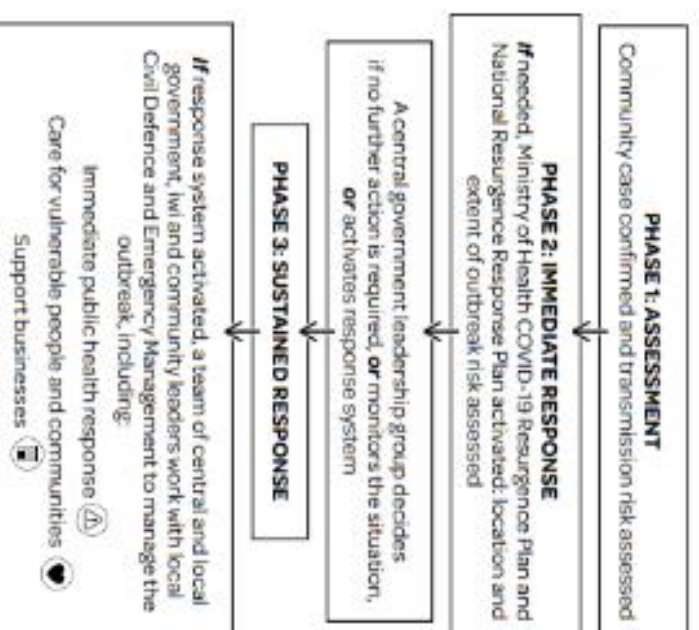 PHASE 1: ASSESSMENT
Community case confirmed and transmission risk assessed
PHASE 2: IMMEDIATE RESPONSE
If needed, Ministry of Health COVID-19 Resurgence Plan and
National Resurgence Response Plan activated: location and
extent of outbreak risk assessed
A central government leadership group decides
if no further action is required, or monitors the situation,
or activates response system
PHASE 3: SUSTAINED RESPONSE
If response system activated, a team of central and local
government, iwi and community leaders work with local
Civil Defence and Emergency Management to manage the
outbreak, including:
Immediate public health response
Care for vulnerable people and communities
Support businesses